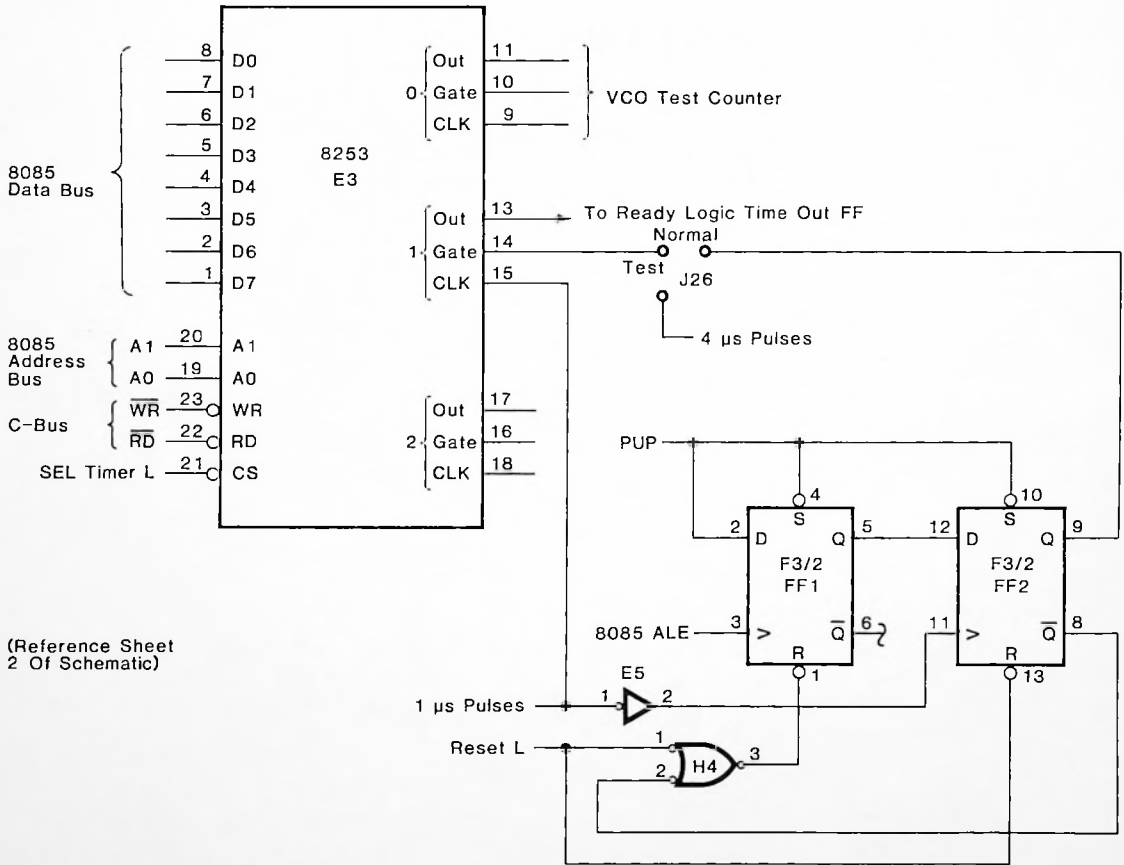 8 D0
7 D1
6 D2
5 D3
4 D4
3 D5
2 D6
1 D7
8085
Data Bus
8253
E3
0
Out 11
Gate 10
CLK 9
VCO Test Counter
1
Out 13
Gate 14
CLK 15
To Ready Logic Time Out FF
Normal
Test
J26
4 µs Pulses
8085
Address
Bus
A1 20 A1
A0 19 A0
C-Bus
W̅R̅ 23 WR
R̅D̅ 22 RD
SEL Timer L 21 CS
2
Out 17
Gate 16
CLK 18
PUP
4
S
2 D Q 5
F3/2
FF1
8085 ALE 3 > Q̅ 6
R
1
10
S
12 D Q 9
F3/2
FF2
11 > Q̅ 8
R
13
(Reference Sheet
2 Of Schematic)
E5
1 µs Pulses 1 2
Reset L 1
2
H4 3